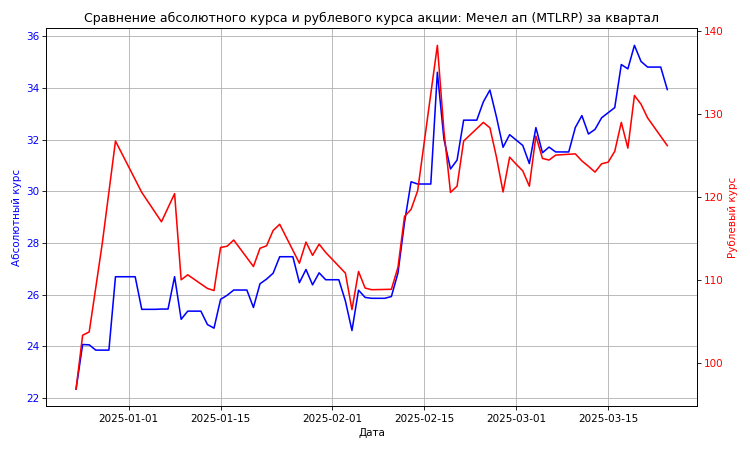 Сравнение абсолютного курса и рублевого курса акции: Мечел ап (MTLRP) за квартал
36
34
32
30
28
26
24
22
Абсолютный курс
140
130
120
110
100
Рублевый курс
2025-01-01 2025-01-15 2025-02-01 2025-02-15 2025-03-01 2025-03-15
Дата